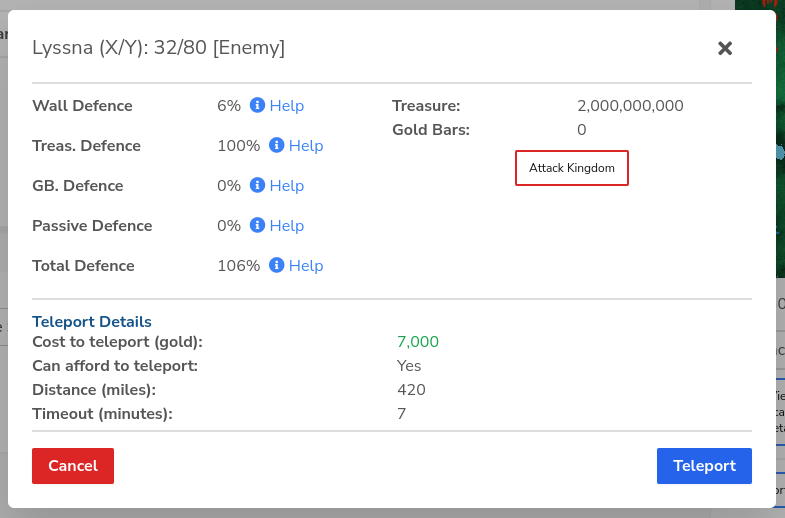 Lyssna (X/Y): 32/80 [Enemy]
Wall Defence 6% Help
Treas. Defence 100% Help
GB. Defence 0% Help
Passive Defence 0% Help
Total Defence 106% Help
Treasure: 2,000,000,000
Gold Bars: 0
Attack Kingdom
Teleport Details
Cost to teleport (gold): 7,000
Can afford to teleport: Yes
Distance (miles): 420
Timeout (minutes): 7
Cancel
Teleport